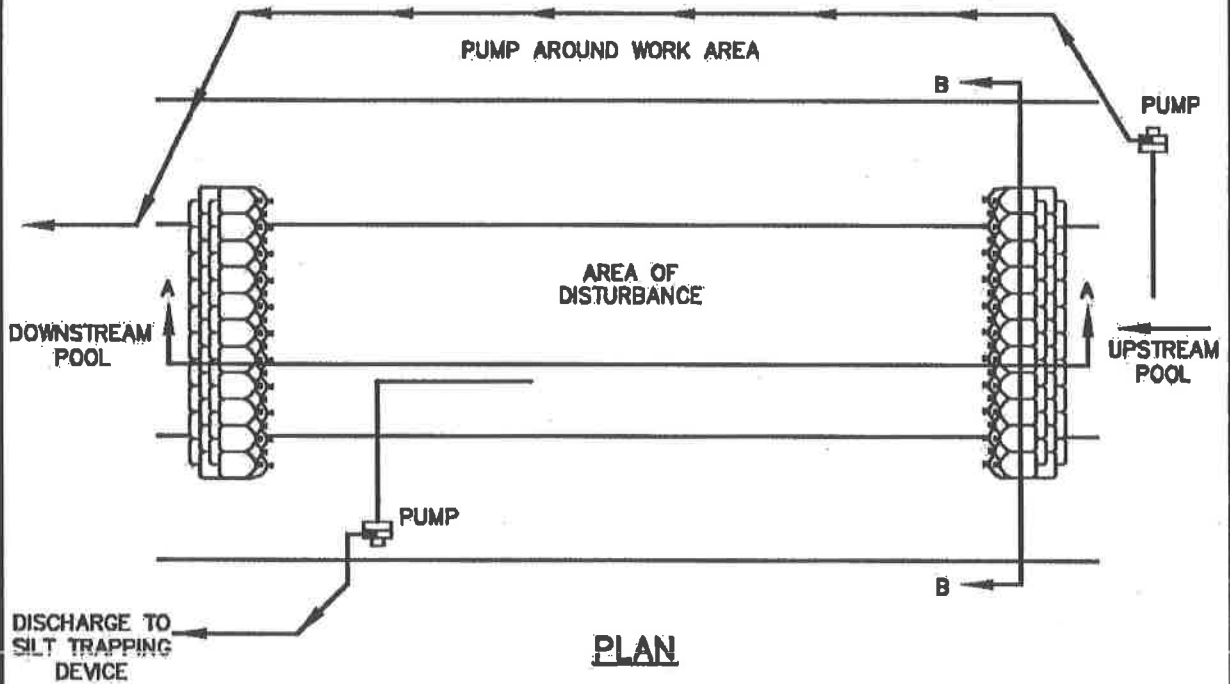 PUMP AROUND WORK AREA
B
PUMP
AREA OF
DISTURBANCE
A
A
DOWNSTREAM
POOL
UPSTREAM
POOL
PUMP
B
DISCHARGE TO
SILT TRAPPING
DEVICE
PLAN